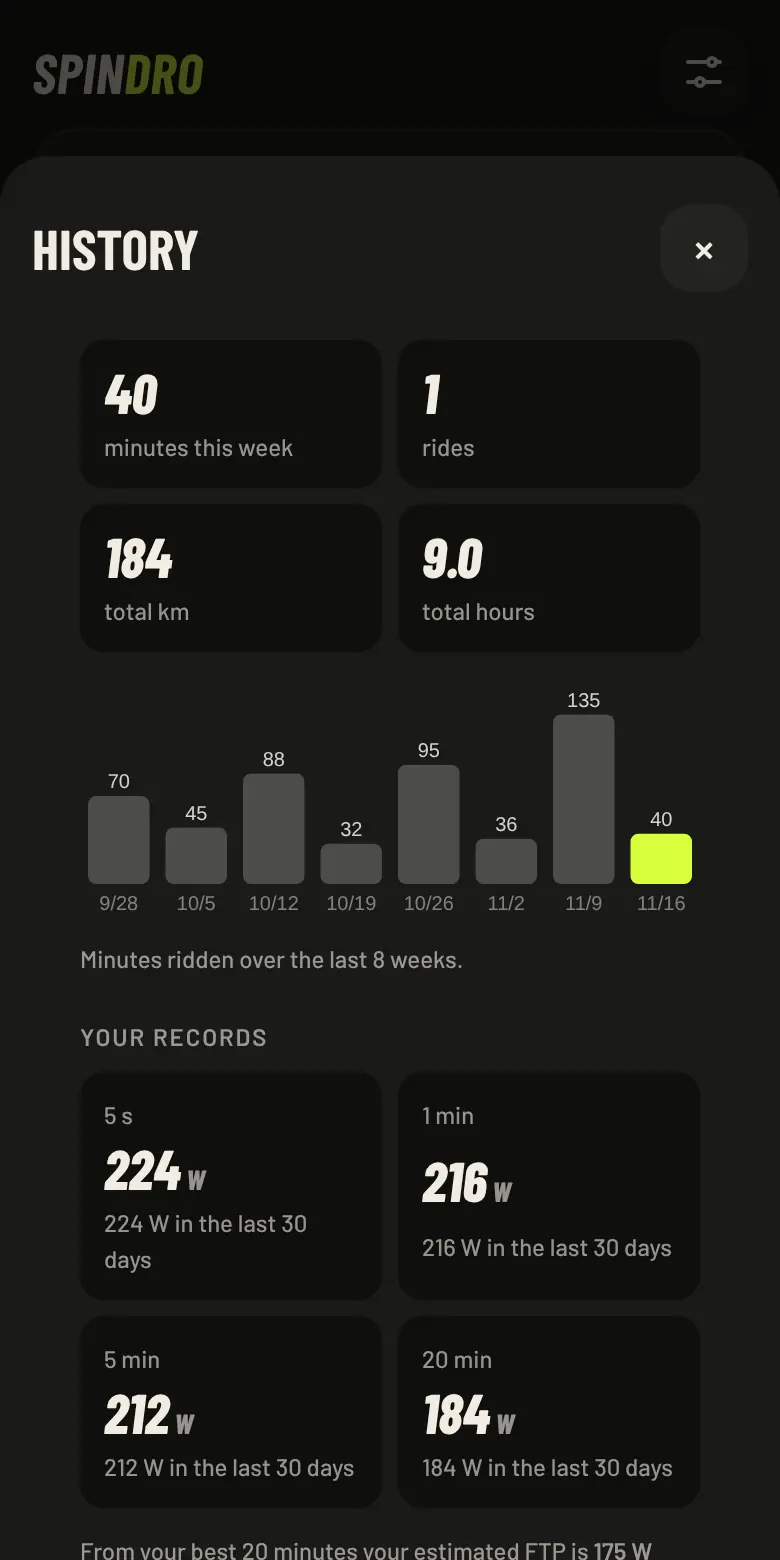 SPINDRO
HISTORY
×
40
minutes this week
1
rides
184
total km
9.0
total hours
70
45
88
32
95
36
135
40
9/28
10/5
10/12
10/19
10/26
11/2
11/9
11/16
Minutes ridden over the last 8 weeks.
YOUR RECORDS
5 s
224 W
224 W in the last 30
days
1 min
216 W
216 W in the last 30 days
5 min
212 W
212 W in the last 30 days
20 min
184 W
184 W in the last 30 days
From your best 20 minutes your estimated FTP is 175 W